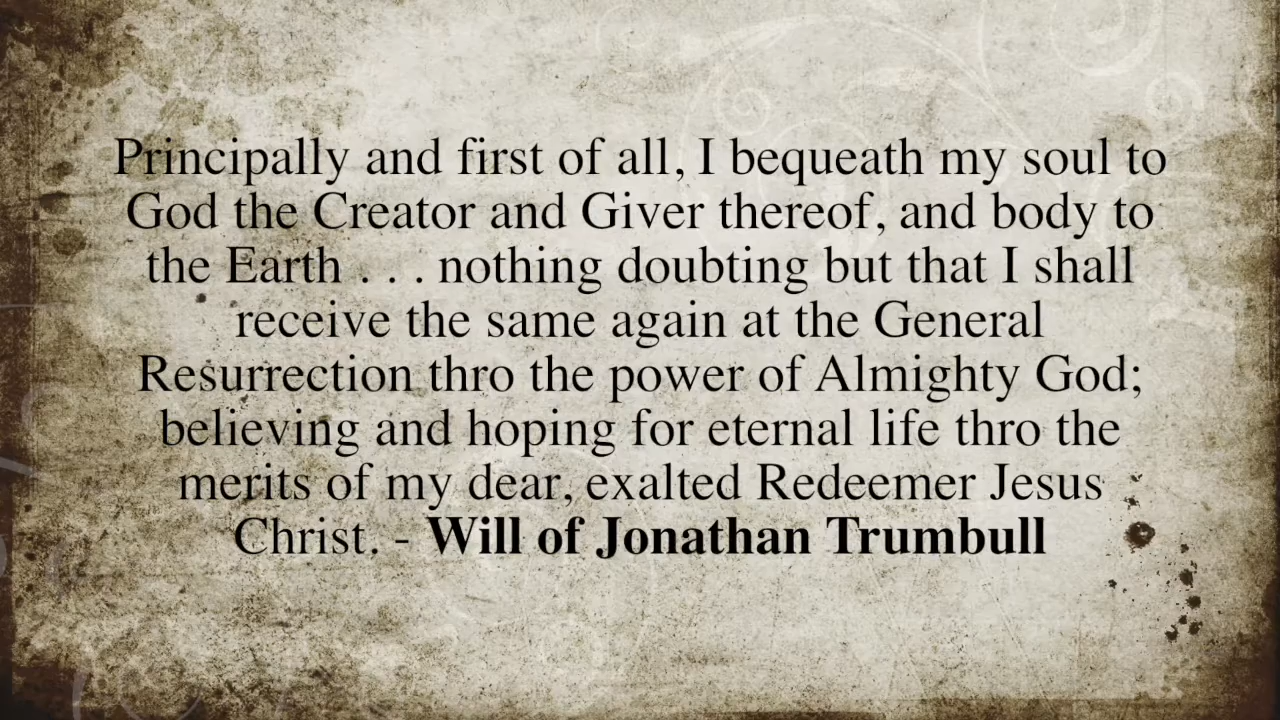 Principally and first of all, I bequeath my soul to
God the Creator and Giver thereof, and body to
the Earth . . . nothing doubting but that I shall
receive the same again at the General
Resurrection thro the power of Almighty God;
believing and hoping for eternal life thro the
merits of my dear, exalted Redeemer Jesus
Christ. - Will of Jonathan Trumbull